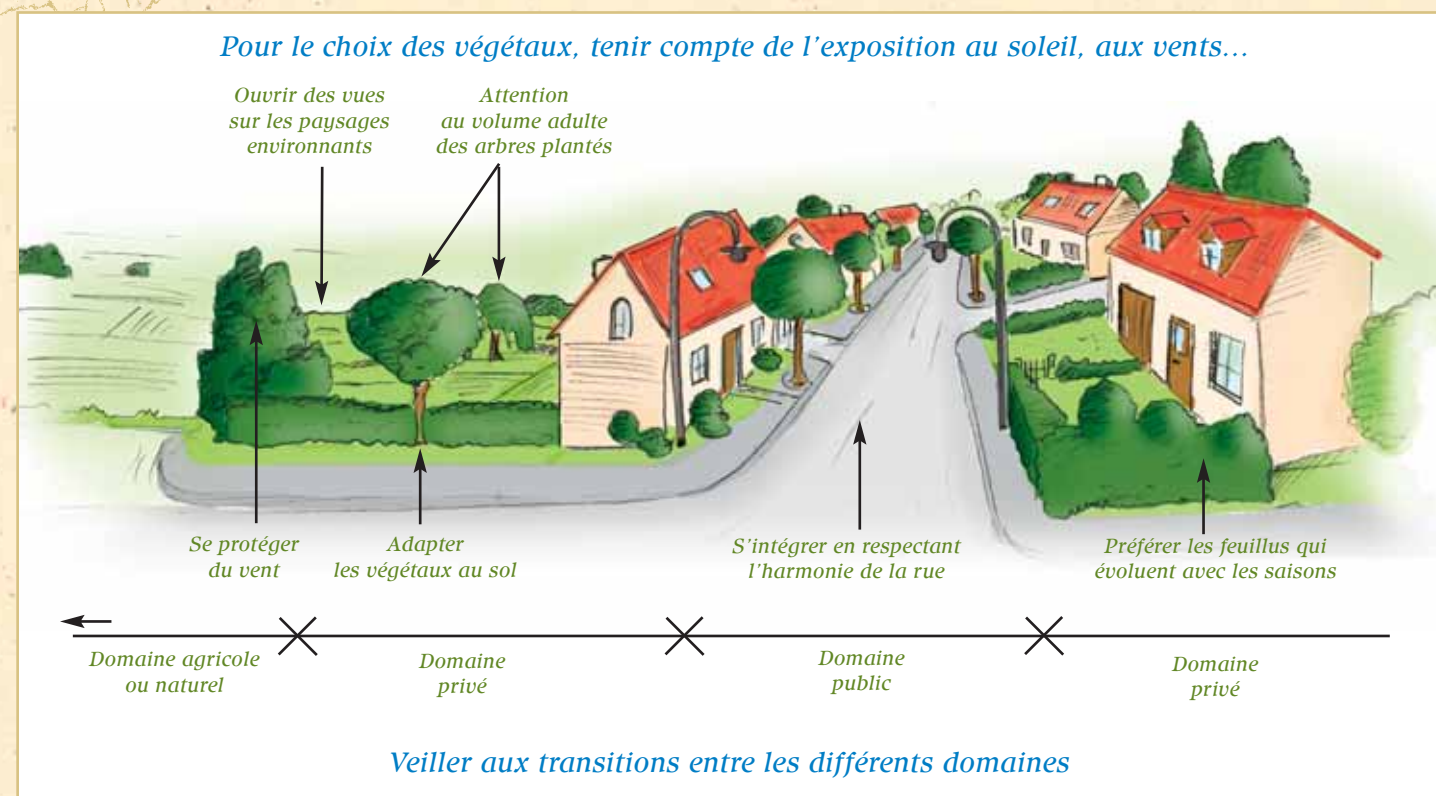 Pour le choix des végétaux, tenir compte de l'exposition au soleil, aux vents...
Ouvrir des vues
sur les paysages
environnants
Attention
au volume adulte
des arbres plantés
Se protéger
du vent
Adapter
les végétaux au sol
S'intégrer en respectant
l'harmonie de la rue
Préférer les feuillus qui
évoluent avec les saisons
Domaine agricole
ou naturel
Domaine
privé
Domaine
public
Domaine
privé
Veiller aux transitions entre les différents domaines